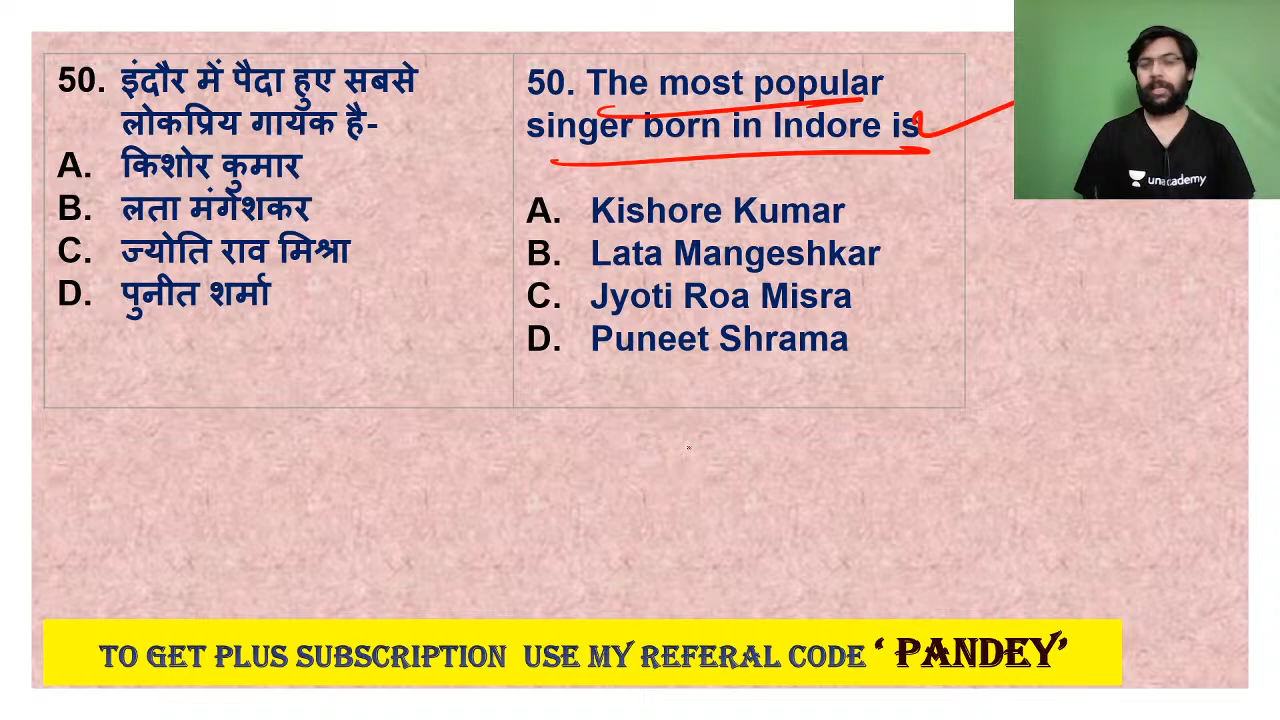 50. इंदौर में पैदा हुए सबसे
लोकप्रिय गायक है-
A. किशोर कुमार
B. लता मंगेशकर
C. ज्योति राव मिश्रा
D. पुनीत शर्मा
50. The most popular
singer born in Indore is
A. Kishore Kumar
B. Lata Mangeshkar
C. Jyoti Roa Misra
D. Puneet Shrama
unacademy
TO GET PLUS SUBSCRIPTION USE MY REFERAL CODE ‘ PANDEY’